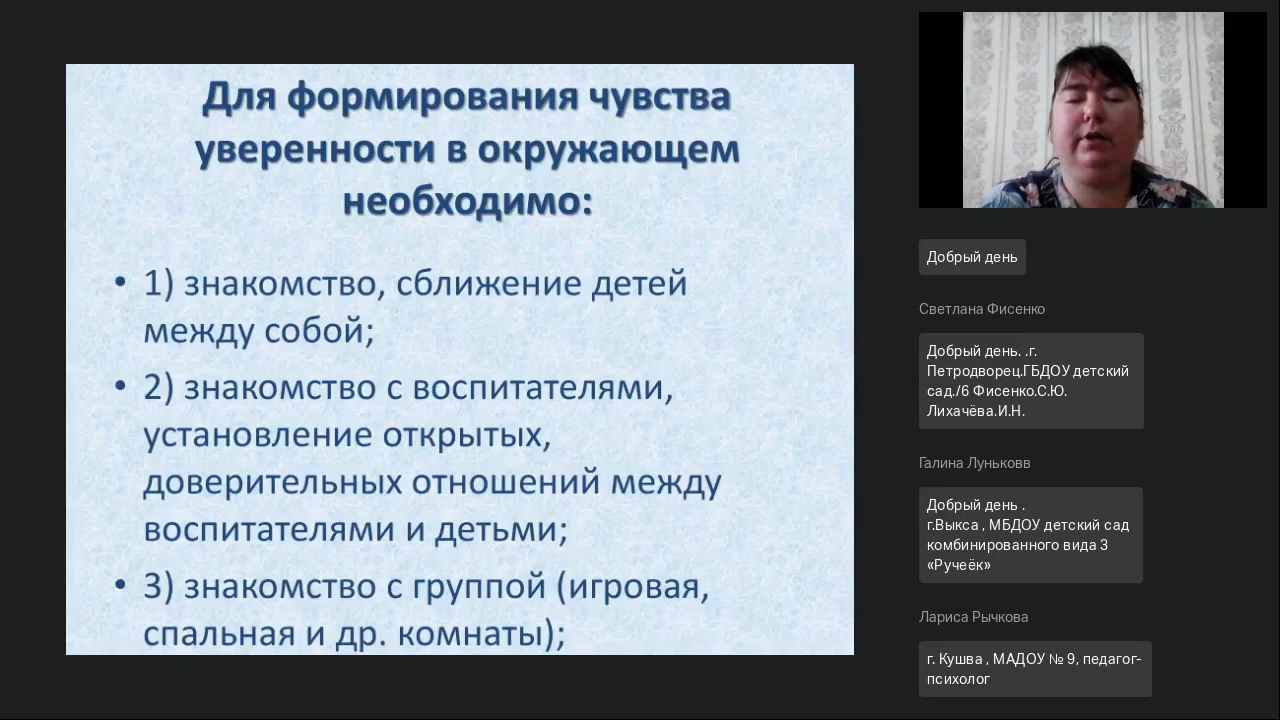 Для формирования чувства
уверенности в окружающем
необходимо:
• 1) знакомство, сближение детей
между собой;
• 2) знакомство с воспитателями,
установление открытых,
доверительных отношений между
воспитателями и детьми;
• 3) знакомство с группой (игровая,
спальная и др. комнаты);
Добрый день
Светлана Фисенко
Добрый день. .г.
Петродворец.ГБДОУ детский
сад./6 Фисенко.С.Ю.
Лихачёва.И.Н.
Галина Луньковв
Добрый день .
г.Выкса , МБДОУ детский сад
комбинированного вида 3
«Ручеёк»
Лариса Рычкова
г. Кушва , МАДОУ № 9, педагог-
психолог